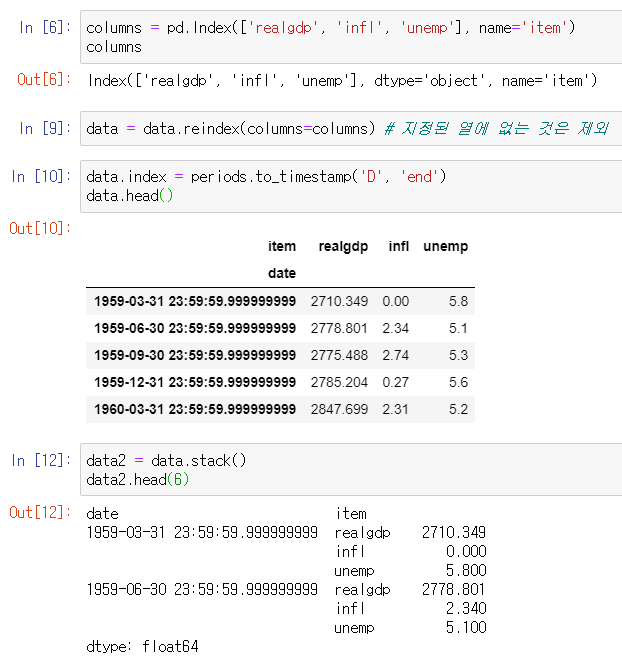 In [6]: columns = pd.Index(['realgdp', 'infl', 'unemp'], name='item')
columns
Out[6]: Index(['realgdp', 'infl', 'unemp'], dtype='object', name='item')
In [9]: data = data.reindex(columns=columns) # 지정된 열에 없는 것은 제외
In [10]: data.index = periods.to_timestamp('D', 'end')
data.head()
Out[10]:
item realgdp infl unemp
date
1959-03-31 23:59:59.999999999 2710.349 0.00 5.8
1959-06-30 23:59:59.999999999 2778.801 2.34 5.1
1959-09-30 23:59:59.999999999 2775.488 2.74 5.3
1959-12-31 23:59:59.999999999 2785.204 0.27 5.6
1960-03-31 23:59:59.999999999 2847.699 2.31 5.2
In [12]: data2 = data.stack()
data2.head(6)
Out[12]: date item
1959-03-31 23:59:59.999999999 realgdp 2710.349
infl 0.000
unemp 5.800
1959-06-30 23:59:59.999999999 realgdp 2778.801
infl 2.340
unemp 5.100
dtype: float64